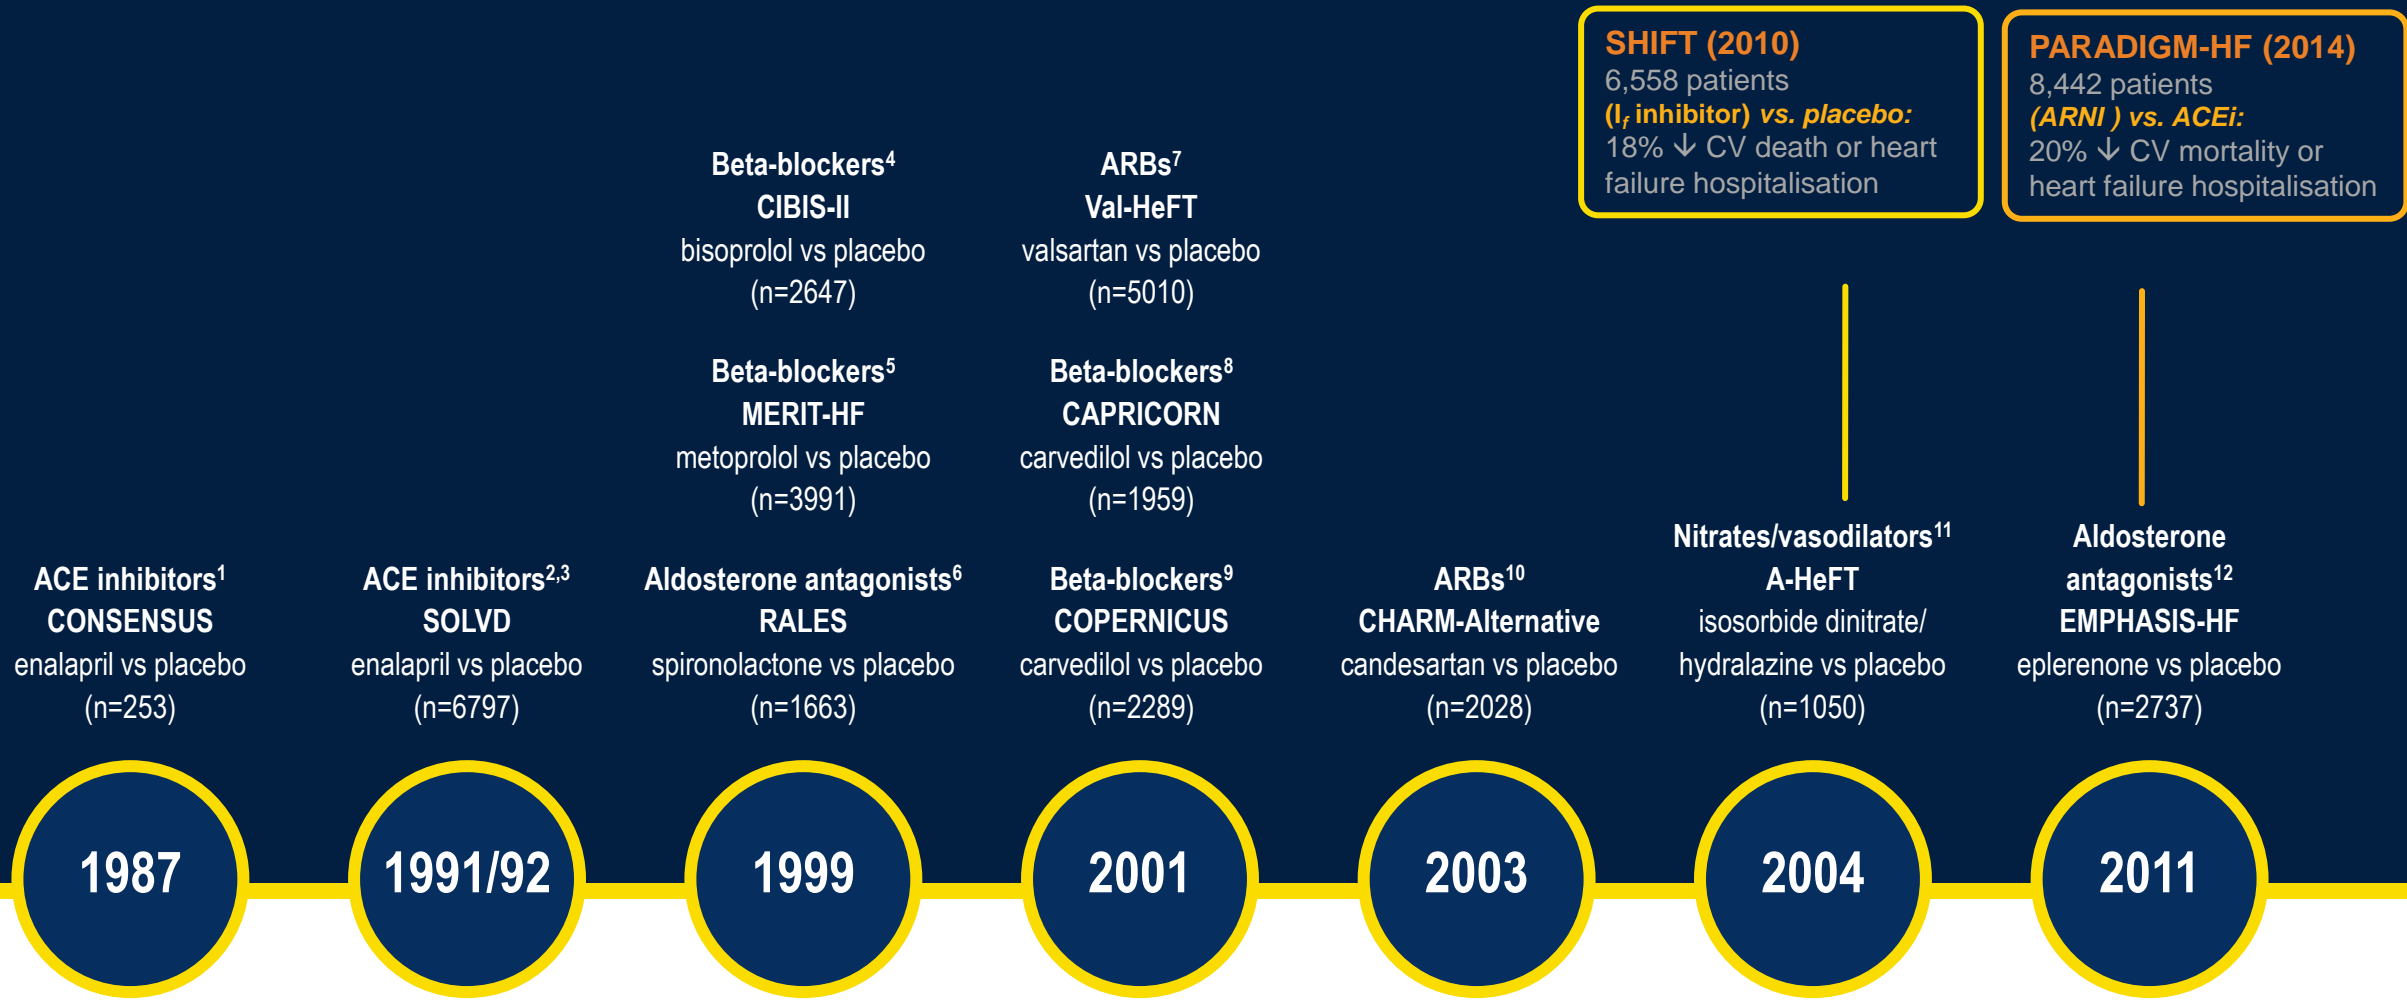 SHIFT (2010)
6,558 patients
(If inhibitor) vs. placebo:
18% ↓ CV death or heart
failure hospitalisation
PARADIGM-HF (2014)
8,442 patients
(ARNI ) vs. ACEi:
20% ↓ CV mortality or
heart failure hospitalisation
ACE inhibitors1
CONSENSUS
enalapril vs placebo
(n=253)
ACE inhibitors2,3
SOLVD
enalapril vs placebo
(n=6797)
Beta-blockers4
CIBIS-II
bisoprolol vs placebo
(n=2647)
Beta-blockers5
MERIT-HF
metoprolol vs placebo
(n=3991)
Aldosterone antagonists6
RALES
spironolactone vs placebo
(n=1663)
ARBs7
Val-HeFT
valsartan vs placebo
(n=5010)
Beta-blockers8
CAPRICORN
carvedilol vs placebo
(n=1959)
Beta-blockers9
COPERNICUS
carvedilol vs placebo
(n=2289)
ARBs10
CHARM-Alternative
candesartan vs placebo
(n=2028)
Nitrates/vasodilators11
A-HeFT
isosorbide dinitrate/
hydralazine vs placebo
(n=1050)
Aldosterone
antagonists12
EMPHASIS-HF
eplerenone vs placebo
(n=2737)
1987
1991/92
1999
2001
2003
2004
2011